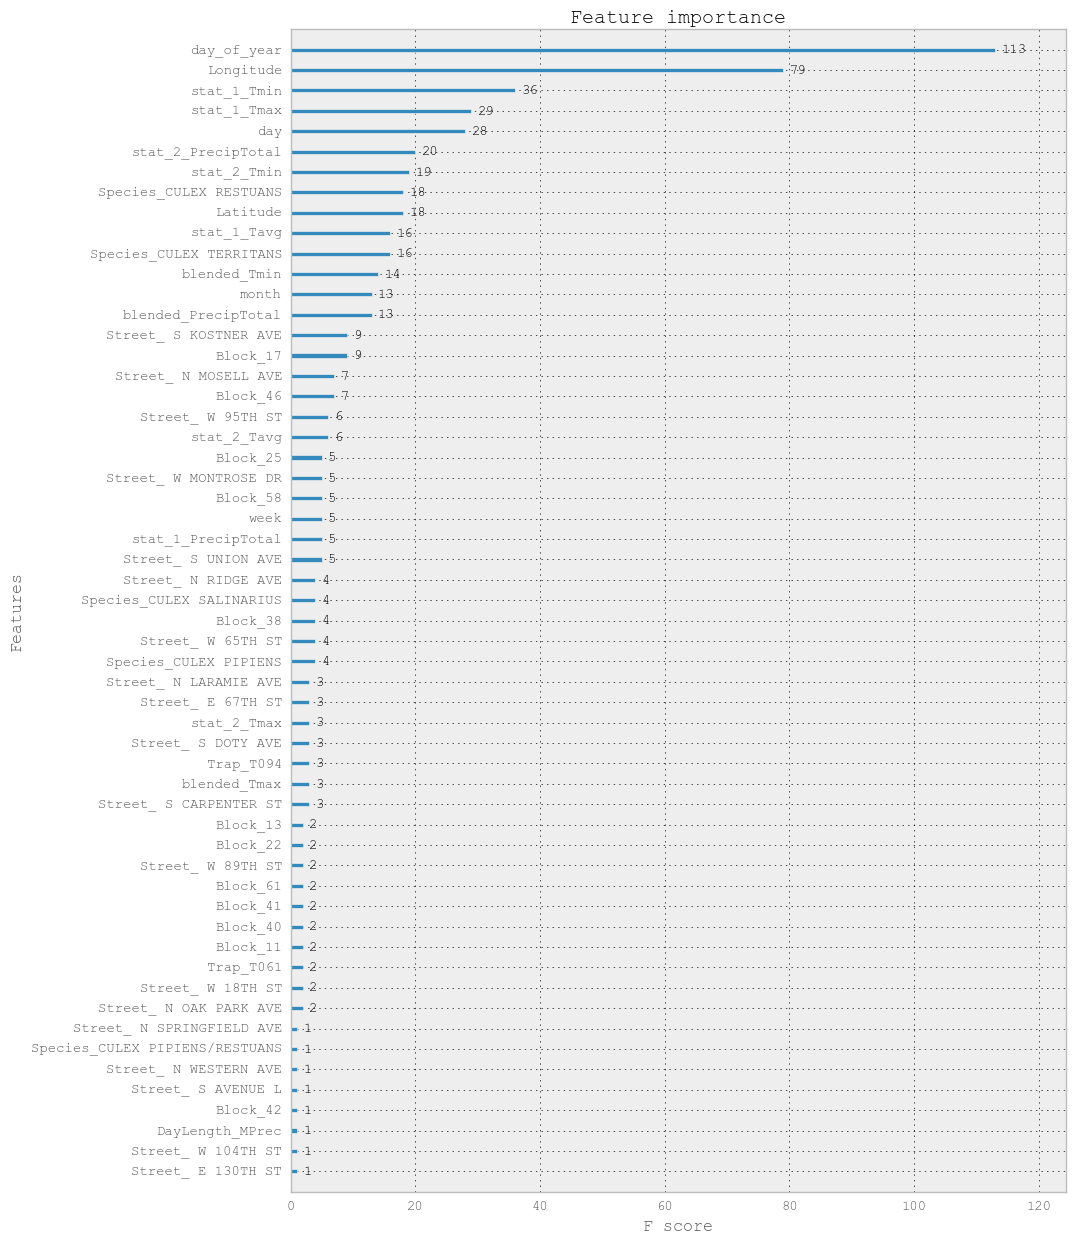 Feature importance
day_of_year 113
Longitude 79
stat_1_Tmin 36
stat_1_Tmax 29
day 28
stat_2_PrecipTotal 20
stat_2_Tmin 19
Species_CULEX RESTUANS 18
Latitude 18
stat_1_Tavg 16
Species_CULEX TERRITANS 16
blended_Tmin 14
month 13
blended_PrecipTotal 13
Street_ S KOSTNER AVE 9
Block_17 9
Street_ N MOSELL AVE 7
Block_46 7
Street_ W 95TH ST 6
stat_2_Tavg 6
Block_25 5
Street_ W MONTROSE DR 5
Block_58 5
week 5
stat_1_PrecipTotal 5
Street_ S UNION AVE 5
Street_ N RIDGE AVE 4
Species_CULEX SALINARIUS 4
Block_38 4
Street_ W 65TH ST 4
Species_CULEX PIPIENS 4
Street_ N LARAMIE AVE 3
Street_ E 67TH ST 3
stat_2_Tmax 3
Street_ S DOTY AVE 3
Trap_T094 3
blended_Tmax 3
Street_ S CARPENTER ST 3
Block_13 2
Block_22 2
Street_ W 89TH ST 2
Block_61 2
Block_41 2
Block_40 2
Block_11 2
Trap_T061 2
Street_ W 18TH ST 2
Street_ N OAK PARK AVE 2
Street_ N SPRINGFIELD AVE 1
Species_CULEX PIPIENS/RESTUANS 1
Street_ N WESTERN AVE 1
Street_ S AVENUE L 1
Block_42 1
DayLength_MPrec 1
Street_ W 104TH ST 1
Street_ E 130TH ST 1
0 20 40 60 80 100 120
F score
Features